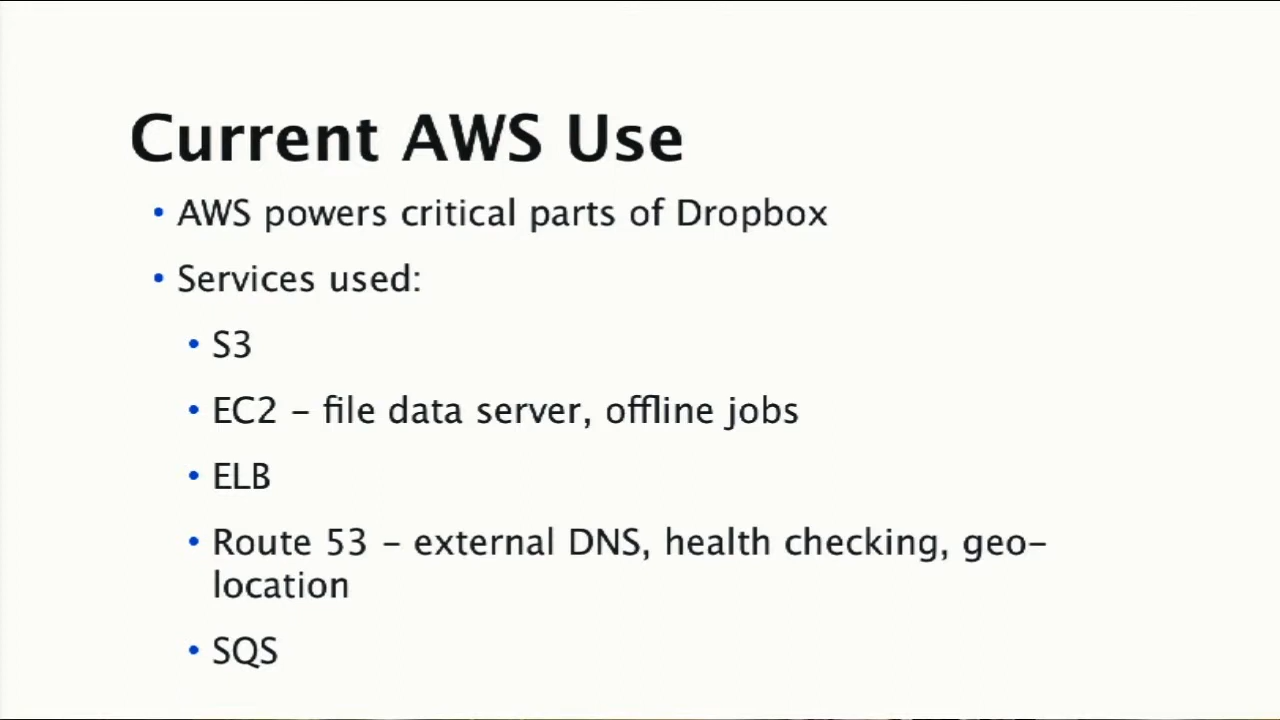 Current AWS Use
• AWS powers critical parts of Dropbox
• Services used:
• S3
• EC2 – file data server, offline jobs
• ELB
• Route 53 – external DNS, health checking, geo-
location
• SQS